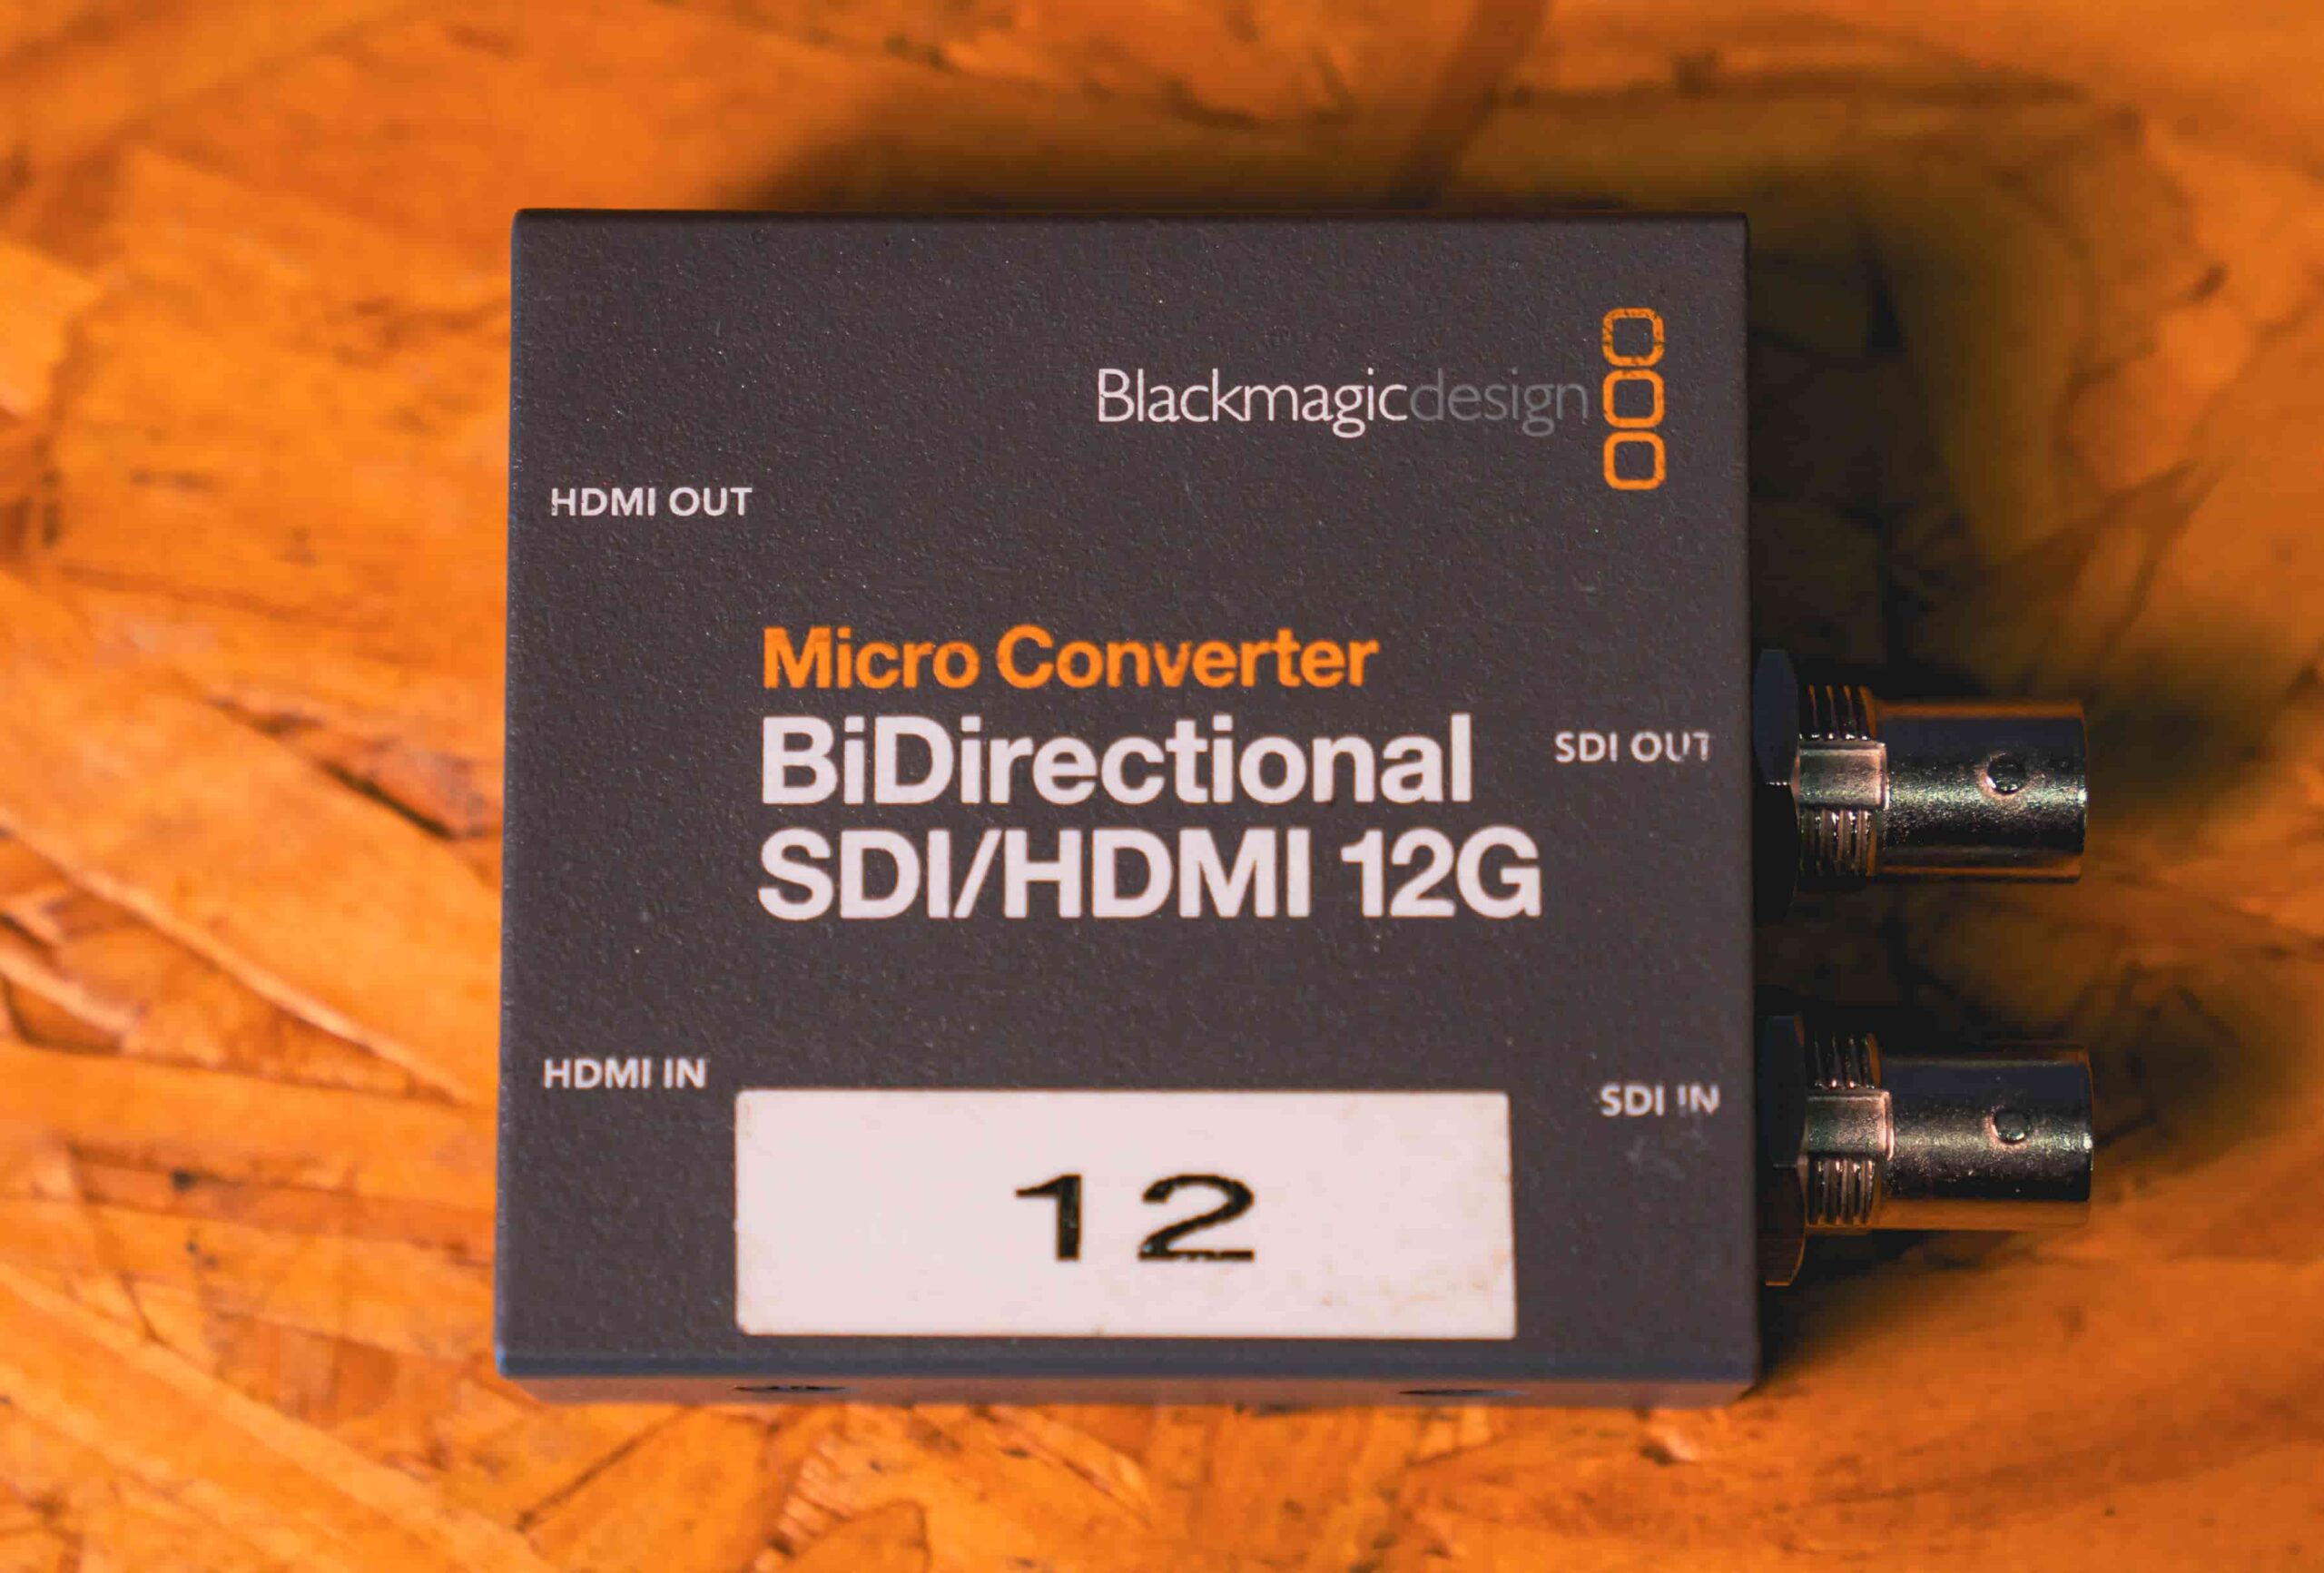 Blackmagicdesign
HDMI OUT
Micro Converter
BiDirectional
SDI OUT
SDI/HDMI 12G
HDMI IN
SDI IN
12